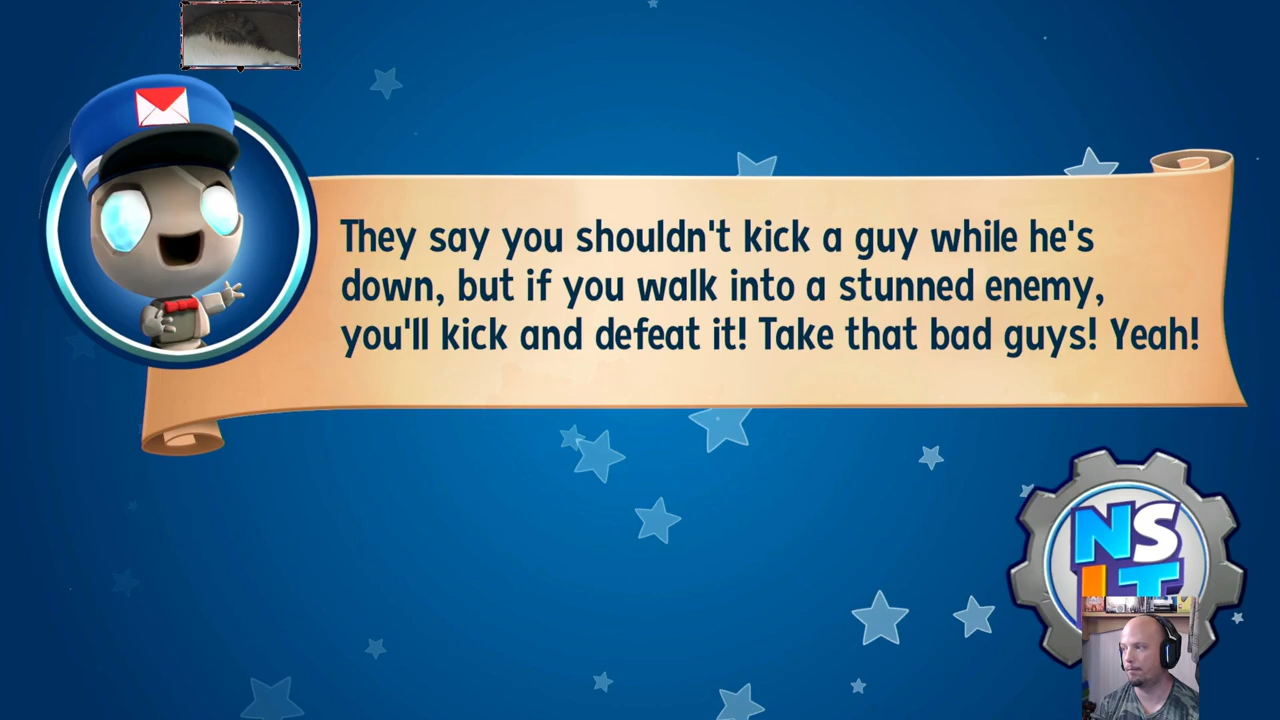 They say you shouldn't kick a guy while he's
down, but if you walk into a stunned enemy,
you'll kick and defeat it! Take that bad guys! Yeah!
NS
LT